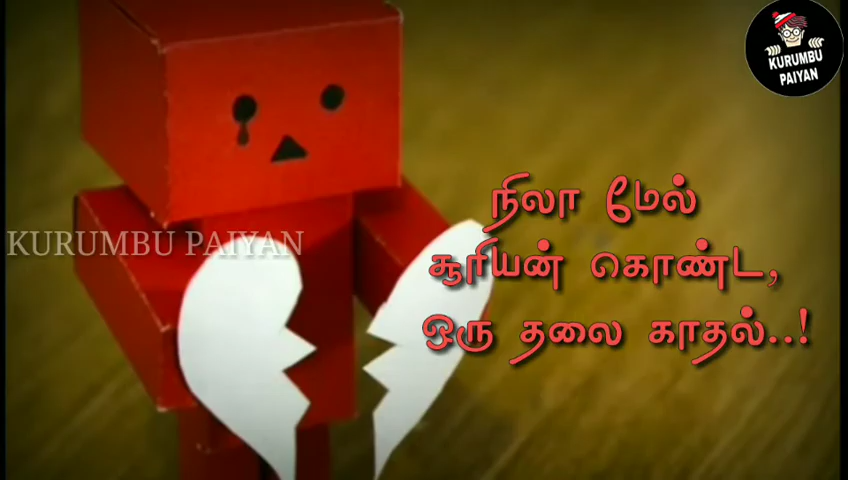 KURUMBU
PAIYAN
நிலா மேல்
KURUMBU PAIYAN
சூரியன் கொண்ட,
ஒரு தலை காதல்..!